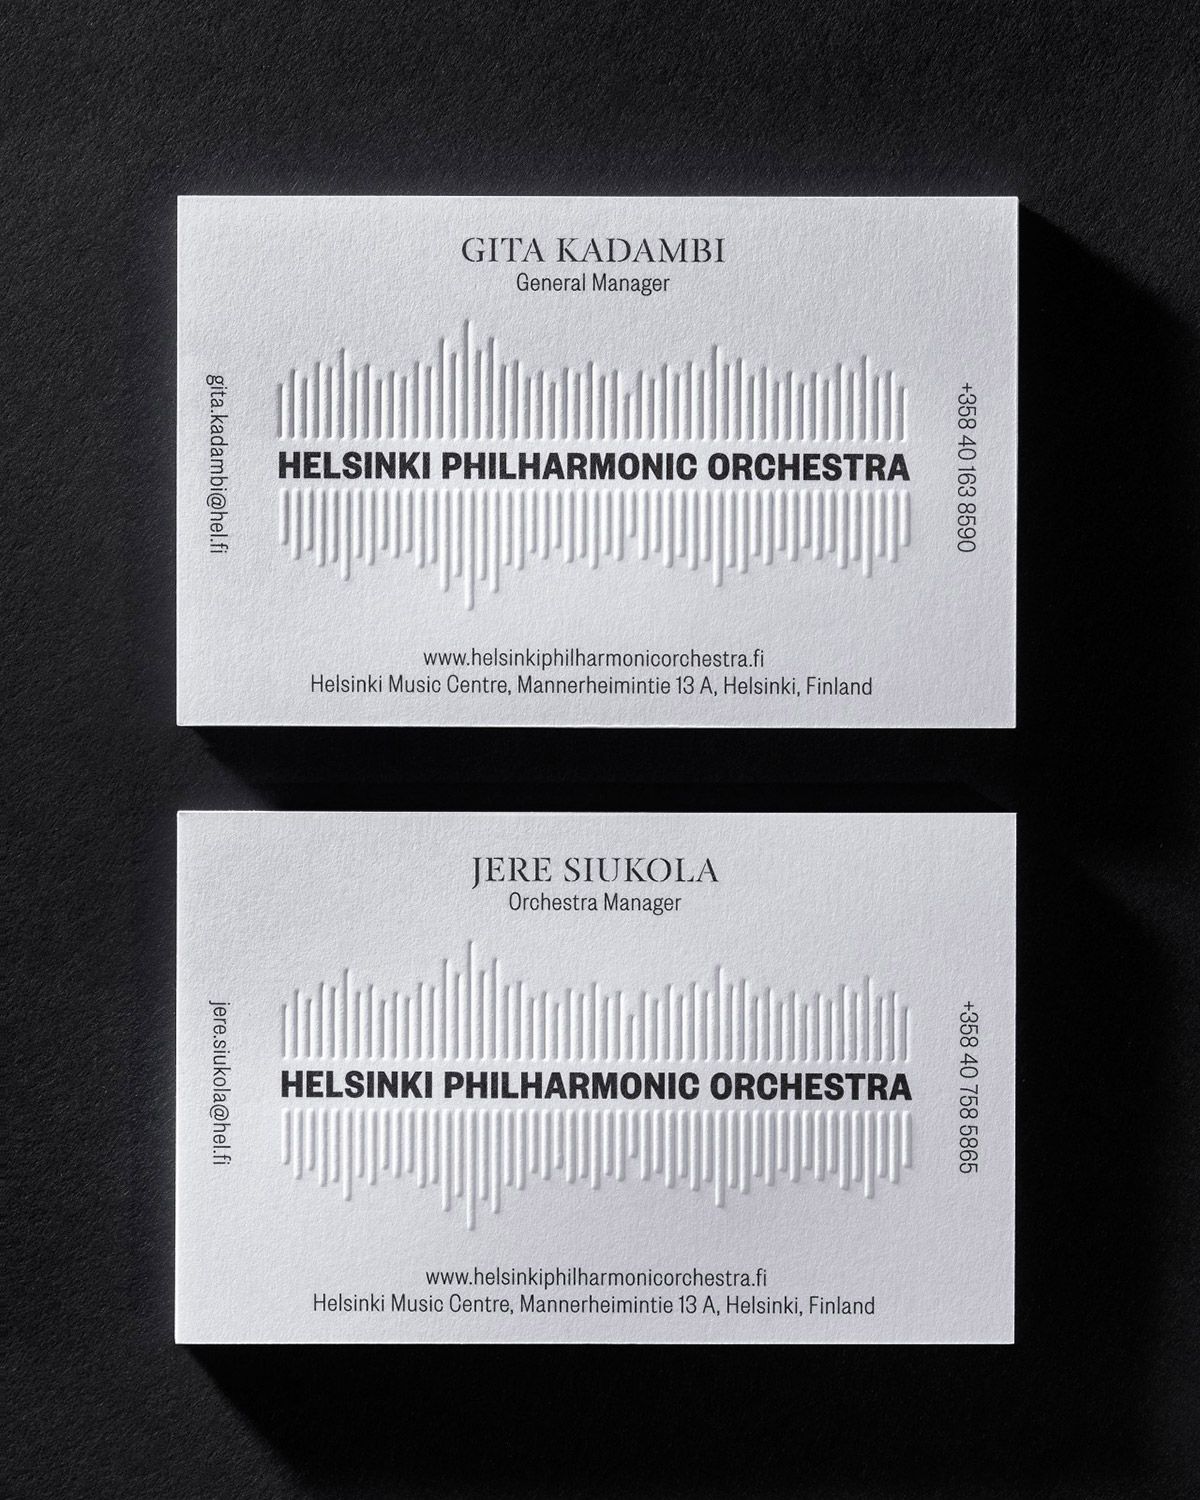 GITA KADAMBI
General Manager
gita.kadambi@hel.fi
HELSINKI PHILHARMONIC ORCHESTRA
+358 40 163 8590
www.helsinkiphilharmonicorchestra.fi
Helsinki Music Centre, Mannerheimintie 13 A, Helsinki, Finland
JERE SIUKOLA
Orchestra Manager
jere.siukola@hel.fi
HELSINKI PHILHARMONIC ORCHESTRA
+358 40 758 5865
www.helsinkiphilharmonicorchestra.fi
Helsinki Music Centre, Mannerheimintie 13 A, Helsinki, Finland